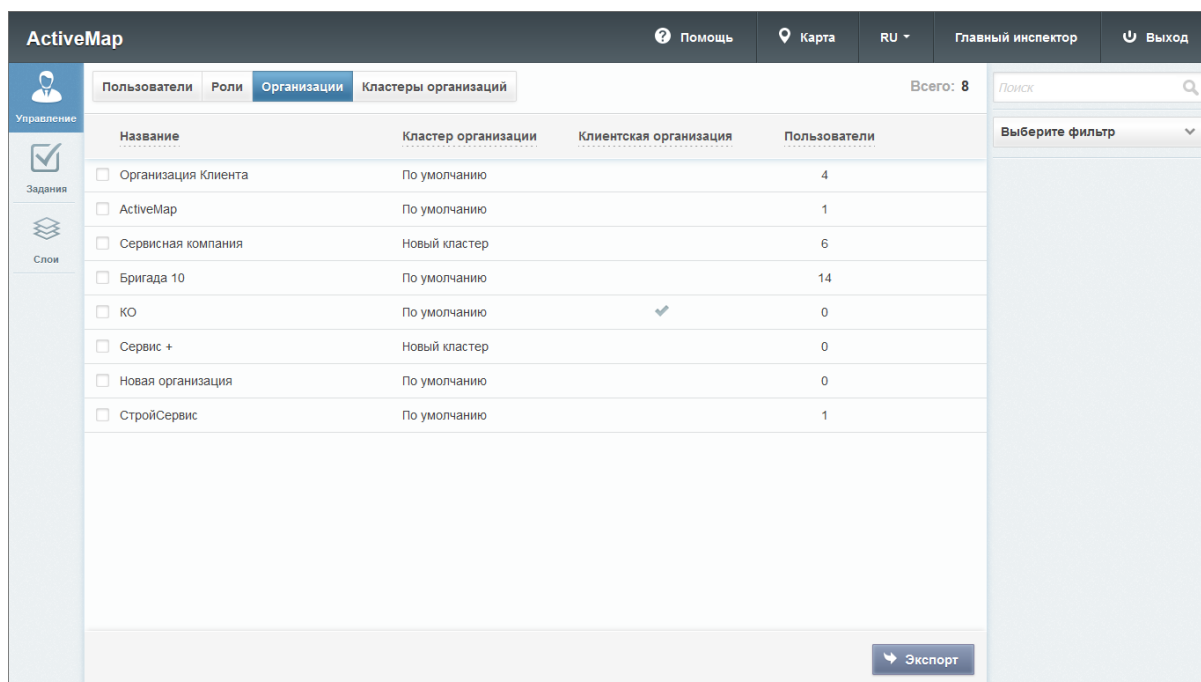 ActiveMap Помощь Карта RU Главный инспектор Выход
Управление
Задания
Слои
Пользователи Роли Организации Кластеры организаций Всего: 8
Название Кластер организации Клиентская организация Пользователи
Организация Клиента По умолчанию 4
ActiveMap По умолчанию 1
Сервисная компания Новый кластер 6
Бригада 10 По умолчанию 14
КО По умолчанию 0
Сервис + Новый кластер 0
Новая организация По умолчанию 0
СтройСервис По умолчанию 1
Экспорт
Поиск
Выберите фильтр